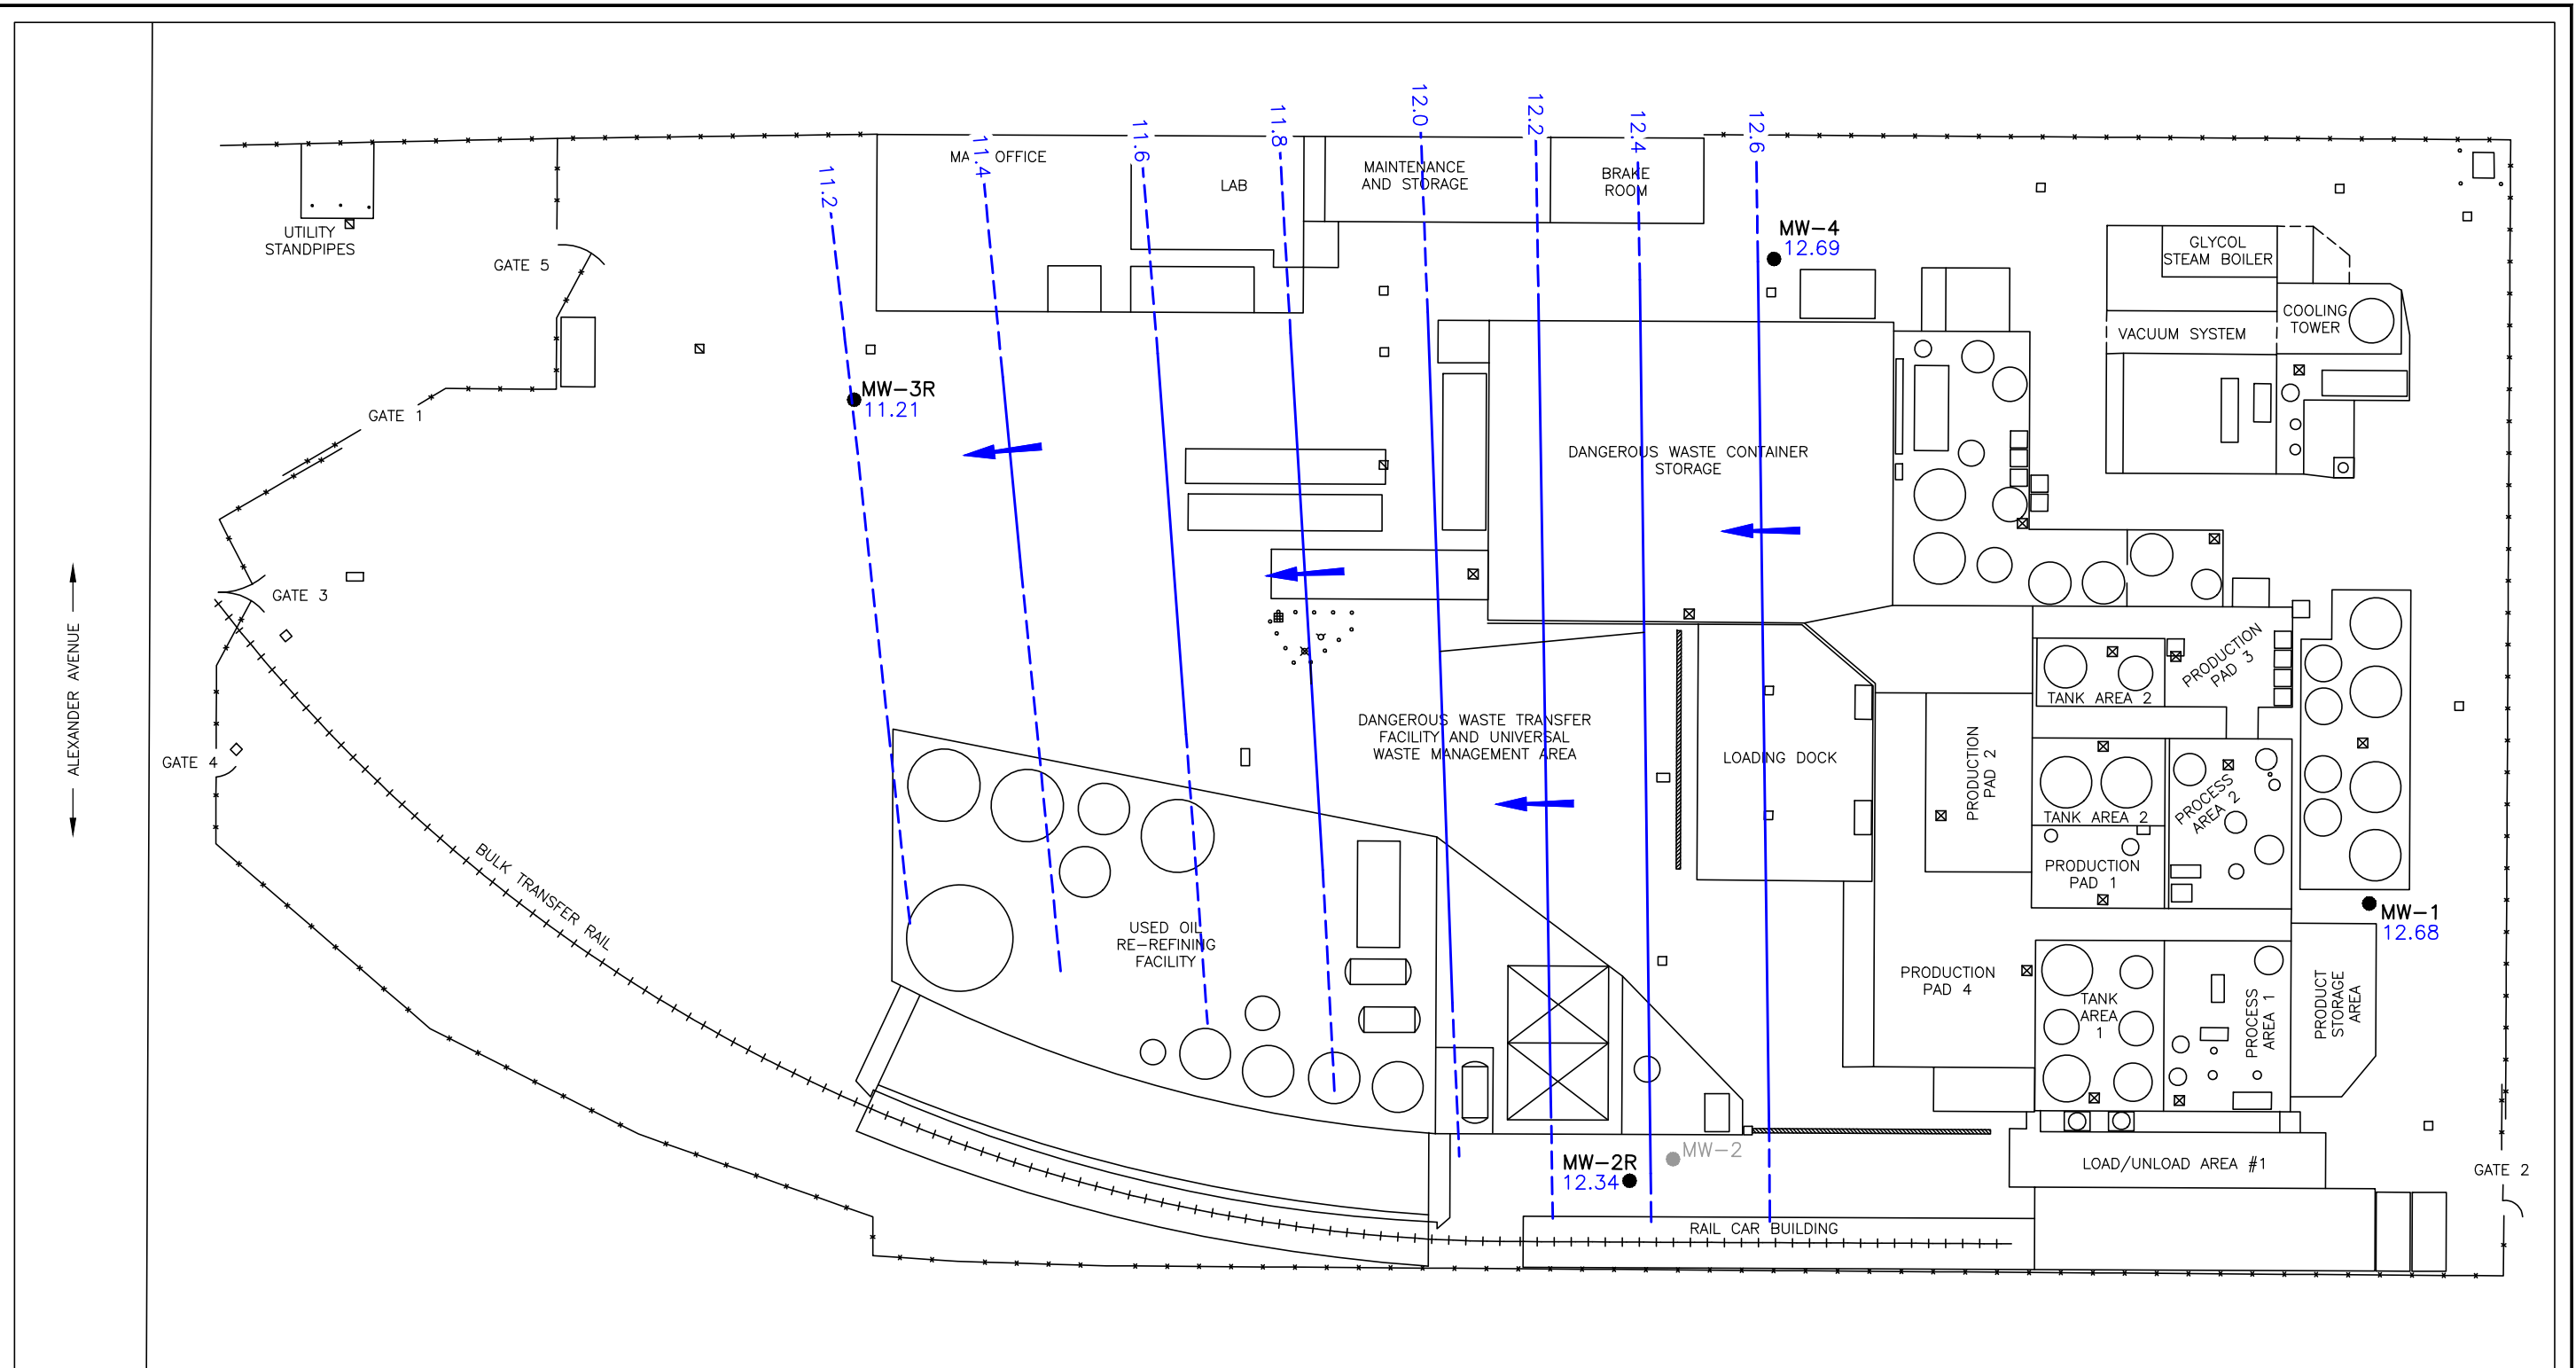 12.0
12.2
11.8
12.4
12.6
11.6
11.4
11.2
MA OFFICE
LAB
MAINTENANCE
AND STORAGE
BRAKE
ROOM
UTILITY
STANDPIPES
GATE 5
MW-4
12.69
GLYCOL
STEAM BOILER
COOLING
TOWER
VACUUM SYSTEM
MW-3R
11.21
GATE 1
DANGEROUS WASTE CONTAINER
STORAGE
GATE 3
ALEXANDER AVENUE
PRODUCTION
PAD 3
TANK AREA 2
DANGEROUS WASTE TRANSFER
FACILITY AND UNIVERSAL
WASTE MANAGEMENT AREA
LOADING DOCK
PRODUCTION
PAD 2
GATE 4
PROCESS
AREA 2
TANK AREA 2
PRODUCTION
PAD 1
BULK TRANSFER RAIL
USED OIL
RE-REFINING
FACILITY
MW-1
12.68
PRODUCTION
PAD 4
TANK
AREA
1
PROCESS
AREA 1
PRODUCT
STORAGE
AREA
MW-2
MW-2R
12.34
LOAD/UNLOAD AREA #1
GATE 2
RAIL CAR BUILDING